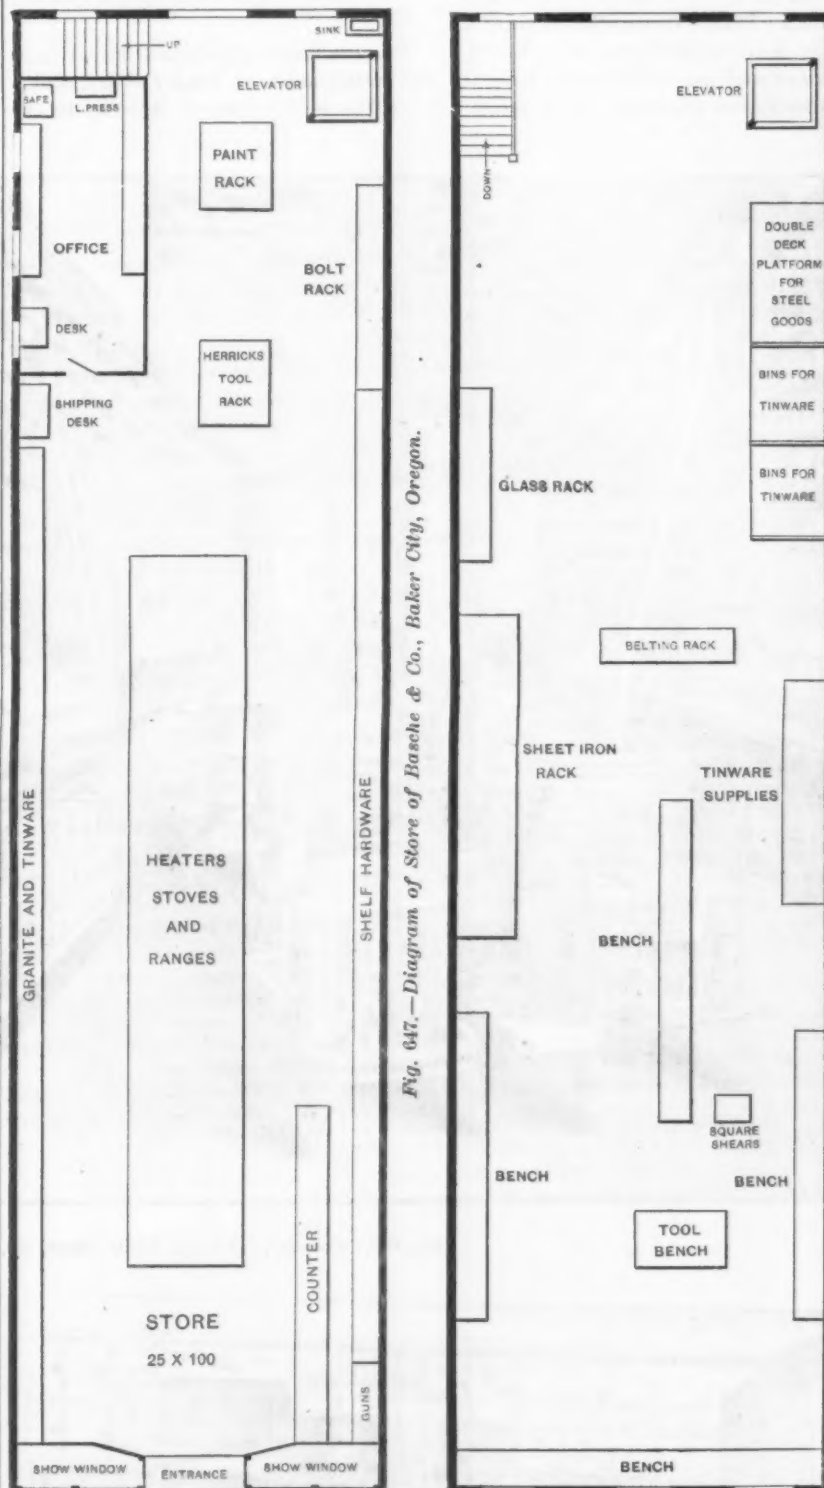 UP
SINK
ELEVATOR
SAFE
L.PRESS
PAINT
RACK
OFFICE
BOLT
RACK
DESK
HERRICKS
TOOL
RACK
SHIPPING
DESK
GRANITE AND TINWARE
HEATERS
STOVES
AND
RANGES
SHELF HARDWARE
COUNTER
STORE
25 X 100
GUNS
SHOW WINDOW
ENTRANCE
SHOW WINDOW
Fig. 647.—Diagram of Store of Basche & Co., Baker City, Oregon.
ELEVATOR
DOWN
DOUBLE
DECK
PLATFORM
FOR
STEEL
GOODS
BINS FOR
TINWARE
GLASS RACK
BINS FOR
TINWARE
BELTING RACK
SHEET IRON
RACK
TINWARE
SUPPLIES
BENCH
SQUARE
SHEARS
BENCH
BENCH
TOOL
BENCH
BENCH